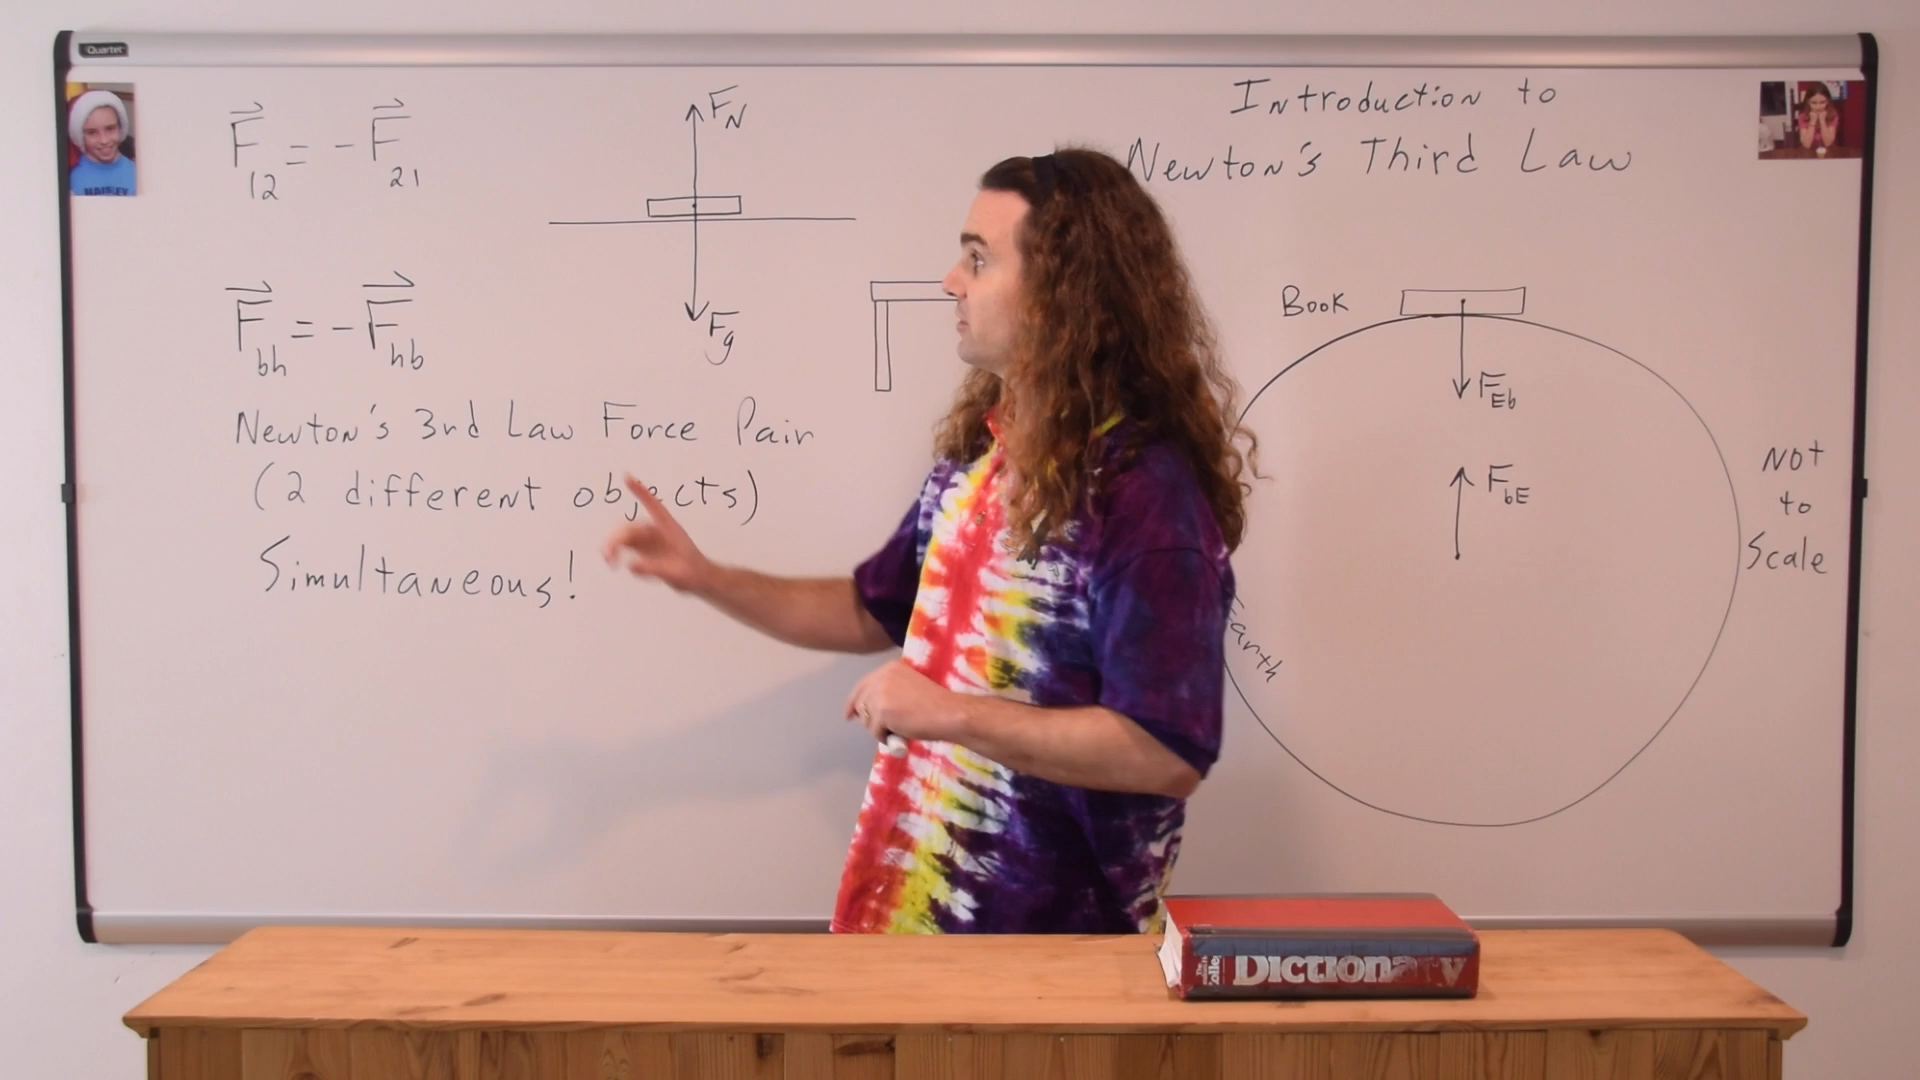 Quartet
F12 = -F21
Fbh = -Fhb
Newton's 3rd Law Force Pair
(2 different objects)
Simultaneous!
FN
Fg
Introduction to
Newton's Third Law
Book
FEb
FbE
Earth
Not
to
Scale
Dictionary